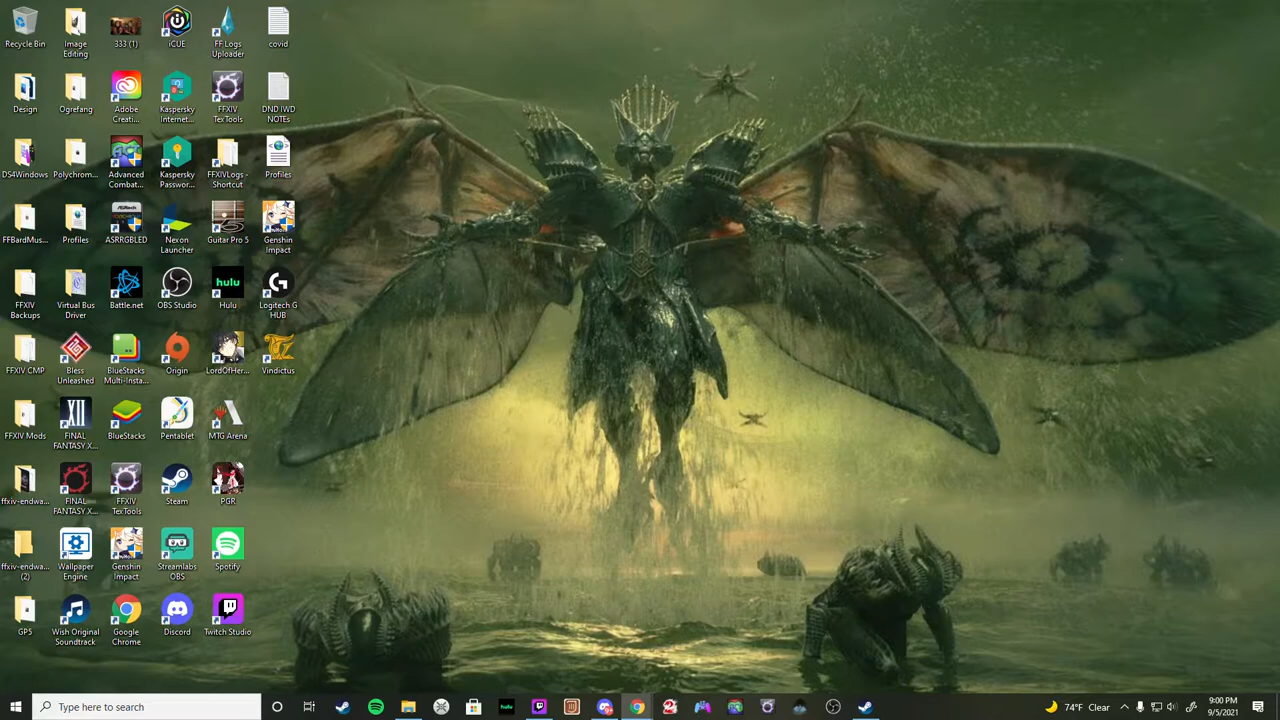 Recycle Bin
Image
Editing
333 (1)
iCUE
FF Logs
Uploader
covid
Design
Ogrefang
Adobe
Creati...
Kaspersky
Internet...
FFXIV
TexTools
DND IWD
NOTEs
DS4Windows
Polychrom...
Advanced
Combat...
Kaspersky
Passwor...
FFXIVLogs -
Shortcut
Profiles
FFBardMus...
Profiles
ASRRGBLED
Nexon
Launcher
Guitar Pro 5
Genshin
Impact
FFXIV
Backups
Virtual Bus
Driver
Battle.net
OBS Studio
hulu
Hulu
Logitech G
HUB
FFXIV CMP
Bless
Unleashed
BlueStacks
Multi-Insta...
Origin
LordOfHer...
Vindictus
FFXIV Mods
XII
FINAL
FANTASY X...
BlueStacks
Pentablet
MTG Arena
ffxiv-endwa...
FINAL
FANTASY X...
FFXIV
TexTools
Steam
PGR
ffxiv-endwa...
(2)
Wallpaper
Engine
Genshin
Impact
Streamlabs
OBS
Spotify
GP5
Wish Original
Soundtrack
Google
Chrome
Discord
Twitch Studio
Type here to search
hulu
74°F Clear
9:00 PM
9/5/2021